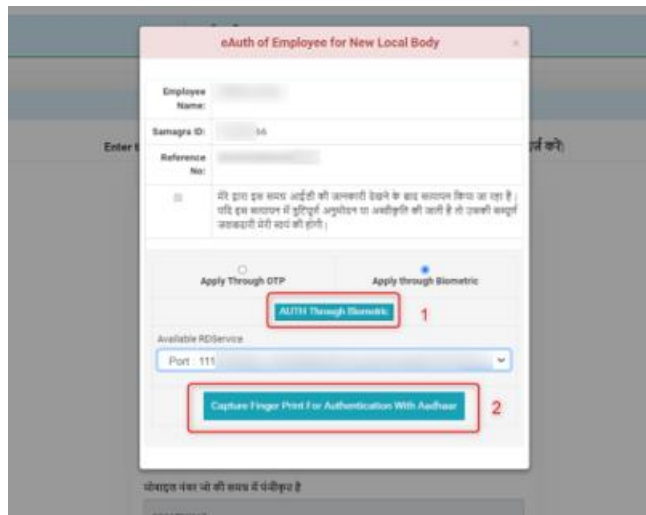 eAuth of Employee for New Local Body
×
Employee
Name:
Samagra ID: 66
Reference
No:
मेरे द्वारा इस समग्र आईडी की जानकारी देखने के बाद सत्यापन किया जा रहा है |
यदि इस सत्यापन में त्रुटिपूर्ण अनुमोदन या अस्वीकृति की जाती है तो उसकी सम्पूर्ण
जवाबदारी मेरी स्वयं की होगी |
Enter दर्ज करें|
Apply Through OTP Apply through Biometric
AUTH Through Biometric 1
Available RDService
Port : 111
Capture Finger Print For Authentication With Aadhaar 2
मोबाइल नंबर जो की समग्र में पंजीकृत है